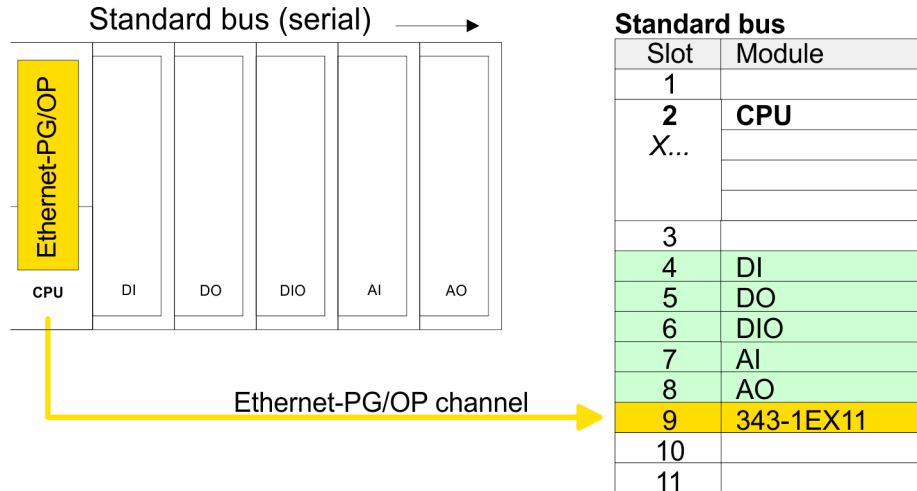 Standard bus (serial)
Ethernet-PG/OP
CPU
DI
DO
DIO
AI
AO
Ethernet-PG/OP channel
Standard bus
Slot Module
1
2 CPU
X...
3
4 DI
5 DO
6 DIO
7 AI
8 AO
9 343-1EX11
10
11